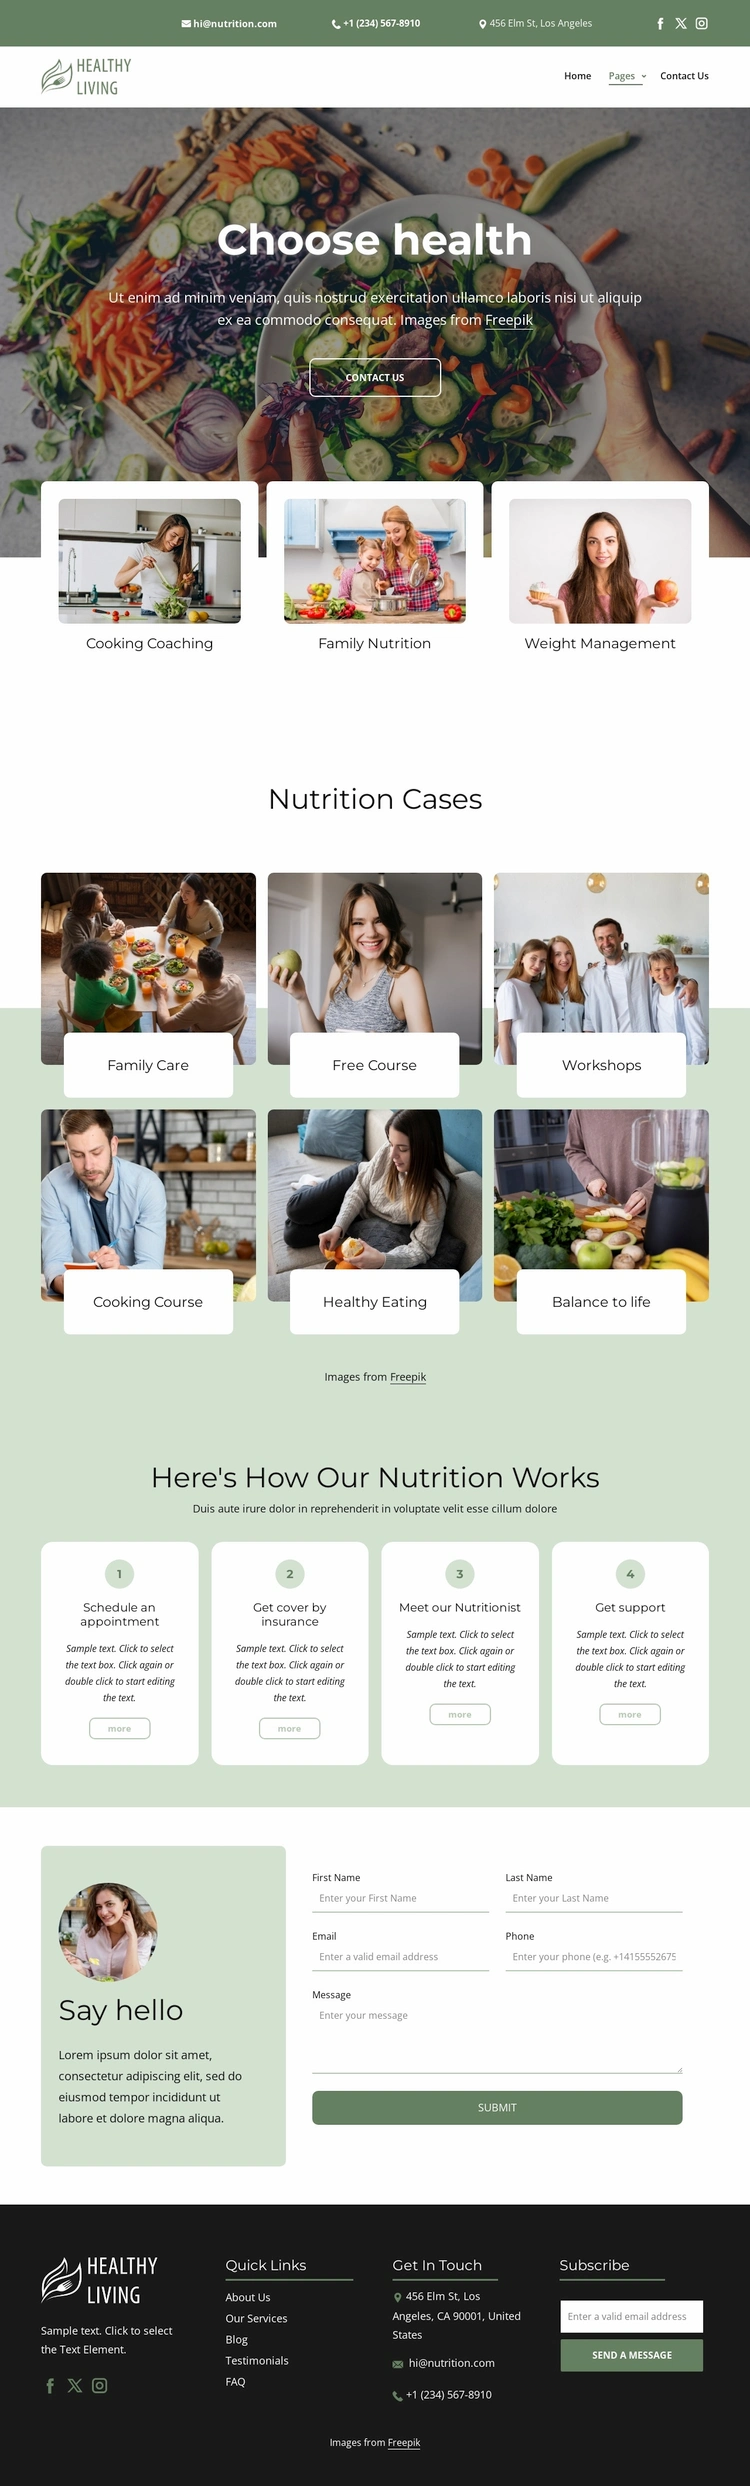 hi@nutrition.com
+1 (234) 567-8910
456 Elm St, Los Angeles
HEALTHY
LIVING
Home
Pages
Contact Us
Choose health
Ut enim ad minim veniam, quis nostrud exercitation ullamco laboris nisi ut aliquip
ex ea commodo consequat. Images from Freepik
CONTACT US
Cooking Coaching
Family Nutrition
Weight Management
Nutrition Cases
Family Care
Free Course
Workshops
Cooking Course
Healthy Eating
Balance to life
Images from Freepik
Here's How Our Nutrition Works
Duis aute irure dolor in reprehenderit in voluptate velit esse cillum dolore
1
Schedule an
appointment
Sample text. Click to select
the text box. Click again or
double click to start editing
the text.
more
2
Get cover by
insurance
Sample text. Click to select
the text box. Click again or
double click to start editing
the text.
more
3
Meet our Nutritionist
Sample text. Click to select
the text box. Click again or
double click to start editing
the text.
more
4
Get support
Sample text. Click to select
the text box. Click again or
double click to start editing
the text.
more
Say hello
Lorem ipsum dolor sit amet,
consectetur adipiscing elit, sed do
eiusmod tempor incididunt ut
labore et dolore magna aliqua.
First Name
Enter your First Name
Last Name
Enter your Last Name
Email
Enter a valid email address
Phone
Enter your phone (e.g. +14155552675
Message
Enter your message
SUBMIT
HEALTHY
LIVING
Sample text. Click to select
the Text Element.
Quick Links
About Us
Our Services
Blog
Testimonials
FAQ
Get In Touch
456 Elm St, Los
Angeles, CA 90001, United
States
hi@nutrition.com
+1 (234) 567-8910
Subscribe
Enter a valid email address
SEND A MESSAGE
Images from Freepik